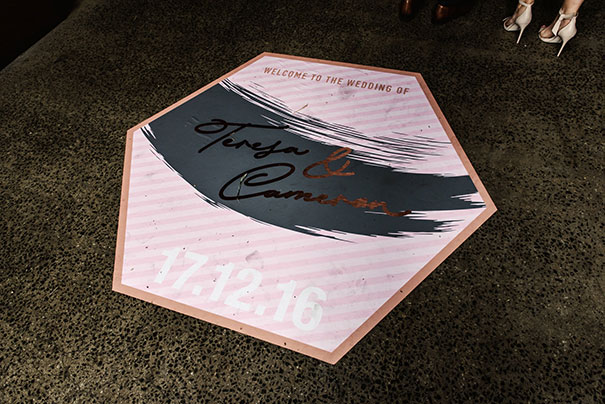 WELCOME TO THE WEDDING OF
Teresa &
Cameron
17.12.16